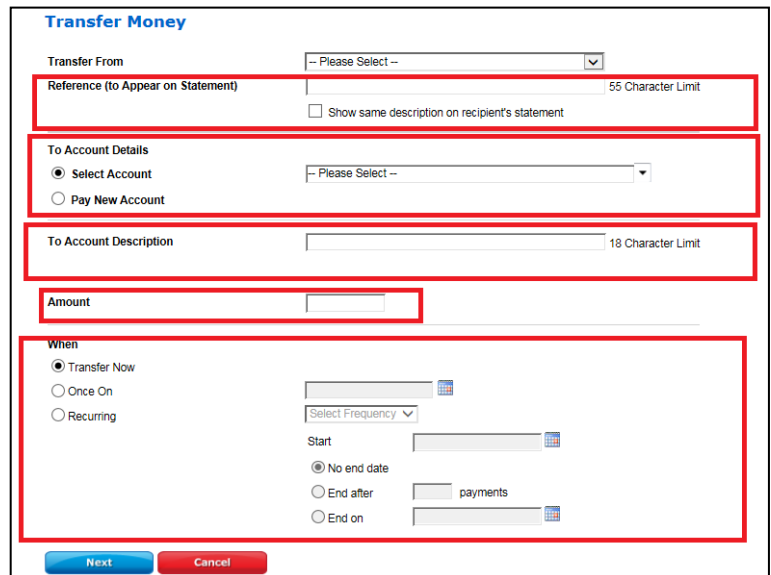 Transfer Money
Transfer From -- Please Select --
Reference (to Appear on Statement) 55 Character Limit
Show same description on recipient's statement
To Account Details
Select Account -- Please Select --
Pay New Account
To Account Description 18 Character Limit
Amount
When
Transfer Now
Once On
Recurring Select Frequency
Start
No end date
End after payments
End on
Next Cancel